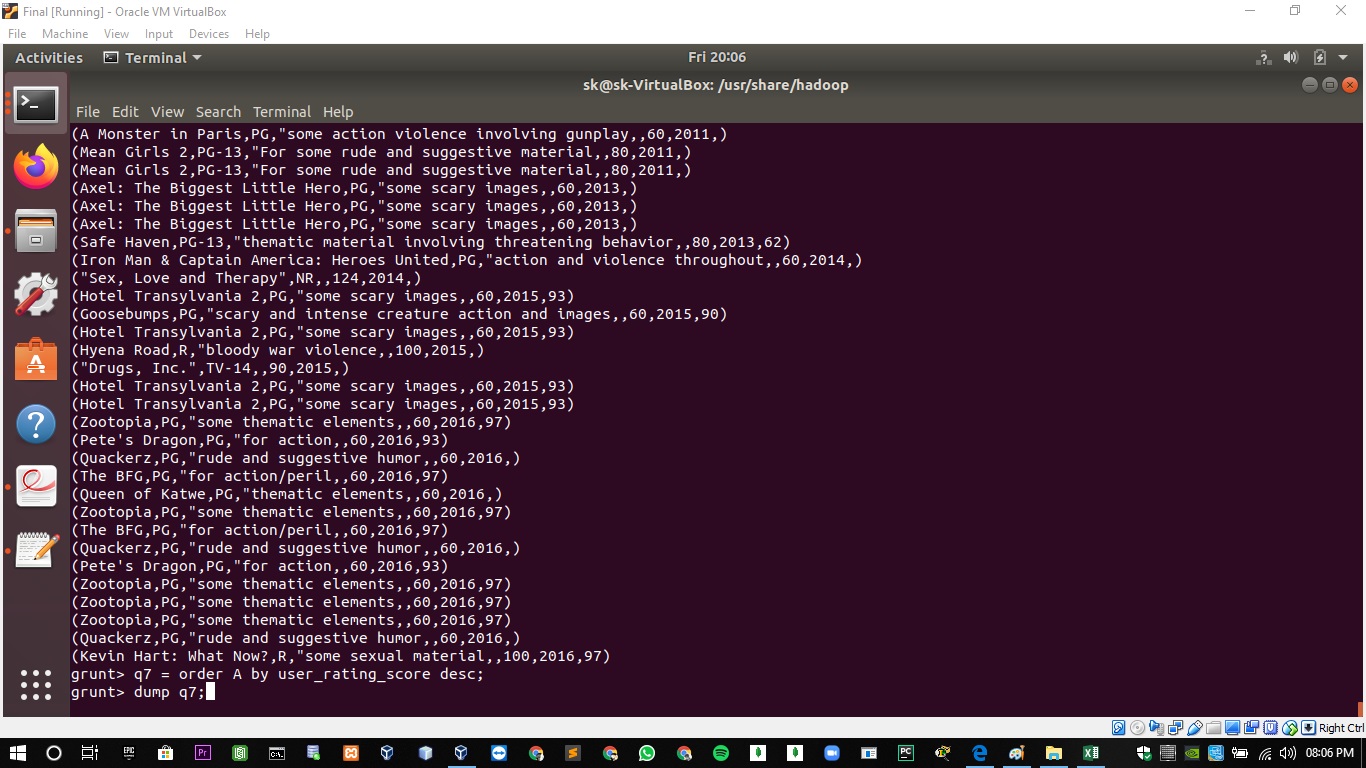 Final [Running] - Oracle VM VirtualBox
File Machine View Input Devices Help
Activities Terminal Fri 20:06
sk@sk-VirtualBox: /usr/share/hadoop
File Edit View Search Terminal Help
(A Monster in Paris,PG,"some action violence involving gunplay,,60,2011,)
(Mean Girls 2,PG-13,"For some rude and suggestive material,,80,2011,)
(Mean Girls 2,PG-13,"For some rude and suggestive material,,80,2011,)
(Axel: The Biggest Little Hero,PG,"some scary images,,60,2013,)
(Axel: The Biggest Little Hero,PG,"some scary images,,60,2013,)
(Axel: The Biggest Little Hero,PG,"some scary images,,60,2013,)
(Safe Haven,PG-13,"thematic material involving threatening behavior,,80,2013,62)
(Iron Man & Captain America: Heroes United,PG,"action and violence throughout,,60,2014,)
("Sex, Love and Therapy",NR,,124,2014,)
(Hotel Transylvania 2,PG,"some scary images,,60,2015,93)
(Goosebumps,PG,"scary and intense creature action and images,,60,2015,90)
(Hotel Transylvania 2,PG,"some scary images,,60,2015,93)
(Hyena Road,R,"bloody war violence,,100,2015,)
("Drugs, Inc.",TV-14,,90,2015,)
(Hotel Transylvania 2,PG,"some scary images,,60,2015,93)
(Hotel Transylvania 2,PG,"some scary images,,60,2015,93)
(Zootopia,PG,"some thematic elements,,60,2016,97)
(Pete's Dragon,PG,"for action,,60,2016,93)
(Quackerz,PG,"rude and suggestive humor,,60,2016,)
(The BFG,PG,"for action/peril,,60,2016,97)
(Queen of Katwe,PG,"thematic elements,,60,2016,)
(Zootopia,PG,"some thematic elements,,60,2016,97)
(The BFG,PG,"for action/peril,,60,2016,97)
(Quackerz,PG,"rude and suggestive humor,,60,2016,)
(Pete's Dragon,PG,"for action,,60,2016,93)
(Zootopia,PG,"some thematic elements,,60,2016,97)
(Zootopia,PG,"some thematic elements,,60,2016,97)
(Zootopia,PG,"some thematic elements,,60,2016,97)
(Quackerz,PG,"rude and suggestive humor,,60,2016,)
(Kevin Hart: What Now?,R,"some sexual material,,100,2016,97)
grunt> q7 = order A by user_rating_score desc;
grunt> dump q7;
Right Ctrl
EPIC Pr C:\. PC 08:06 PM